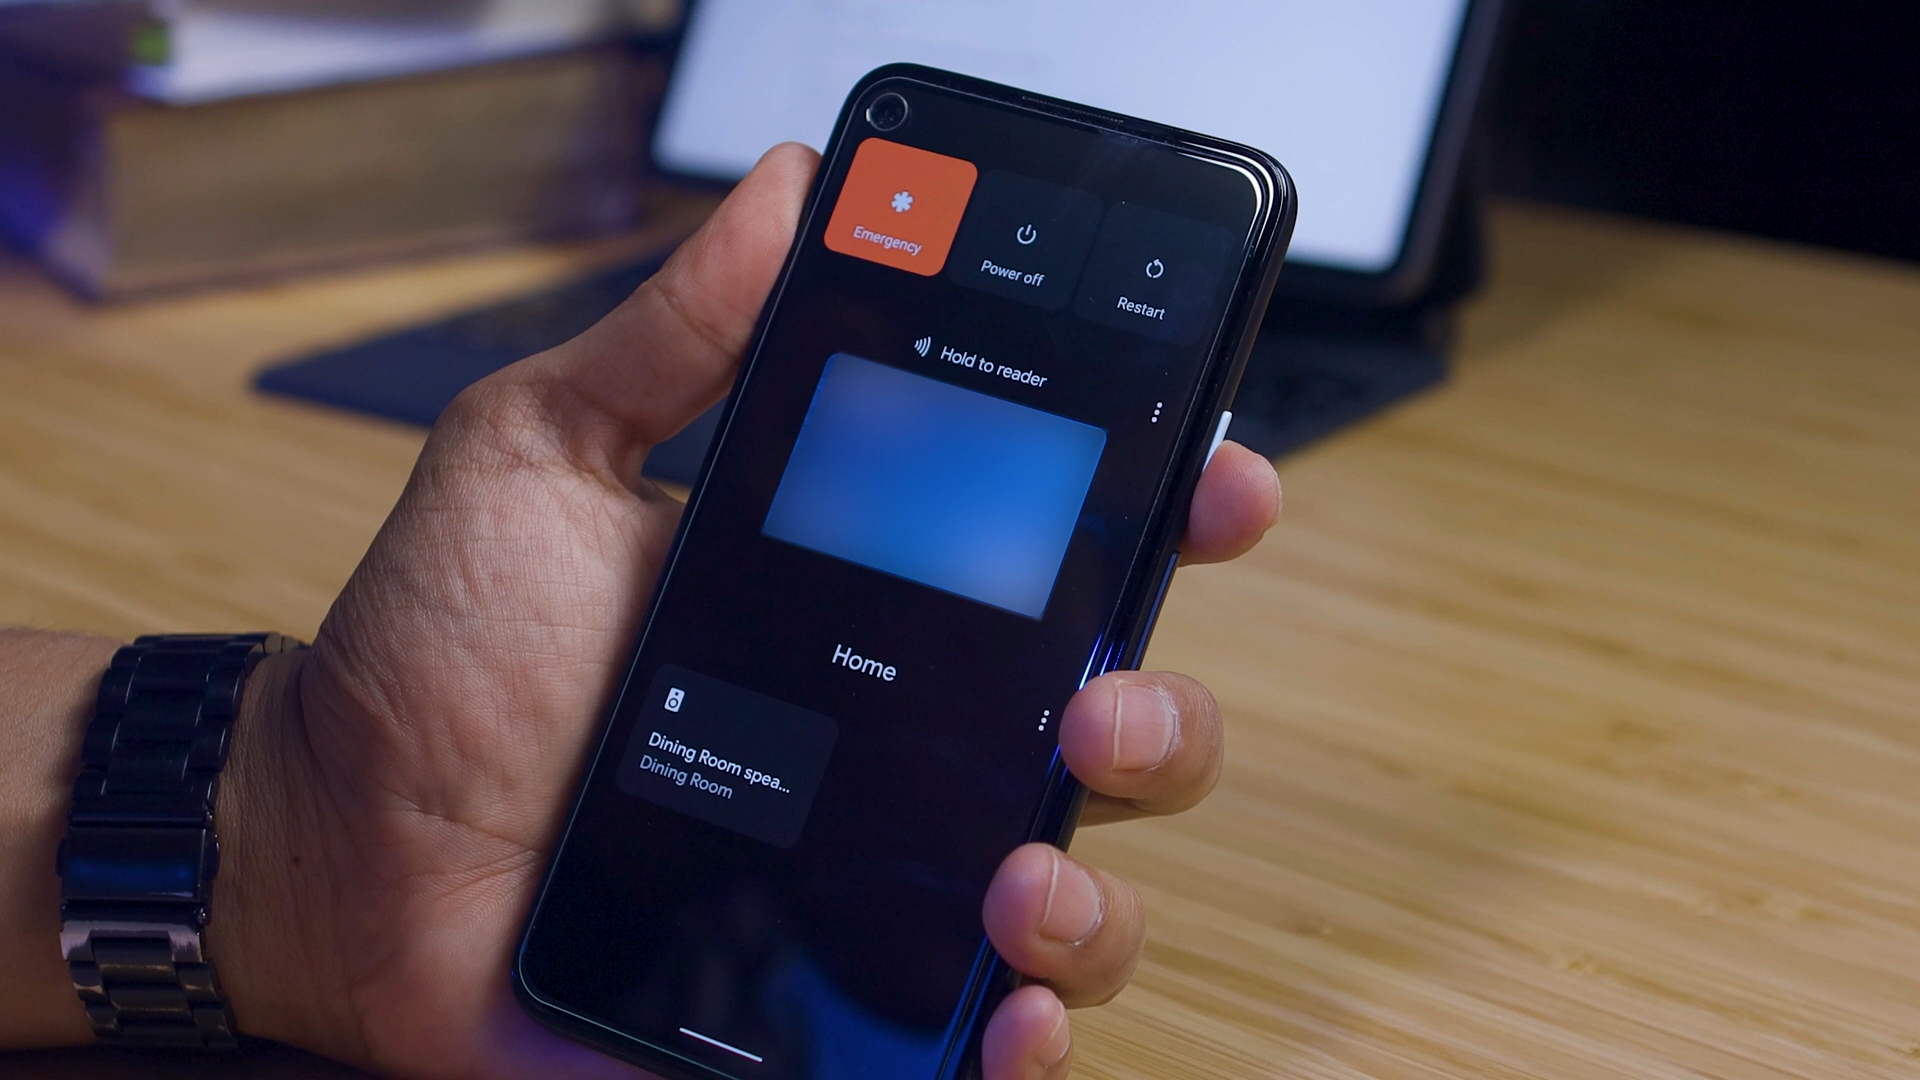 Emergency
Power off
Restart
Hold to reader
Home
Dining Room spea...
Dining Room